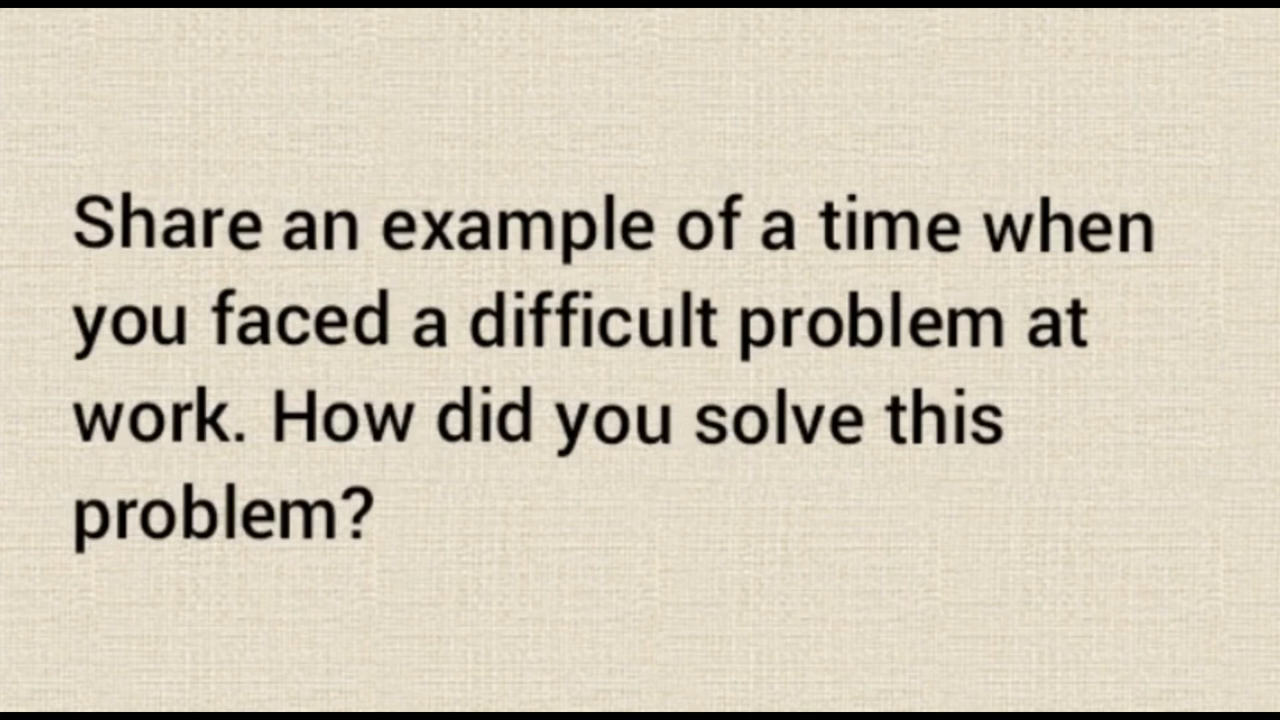 Share an example of a time when
you faced a difficult problem at
work. How did you solve this
problem?